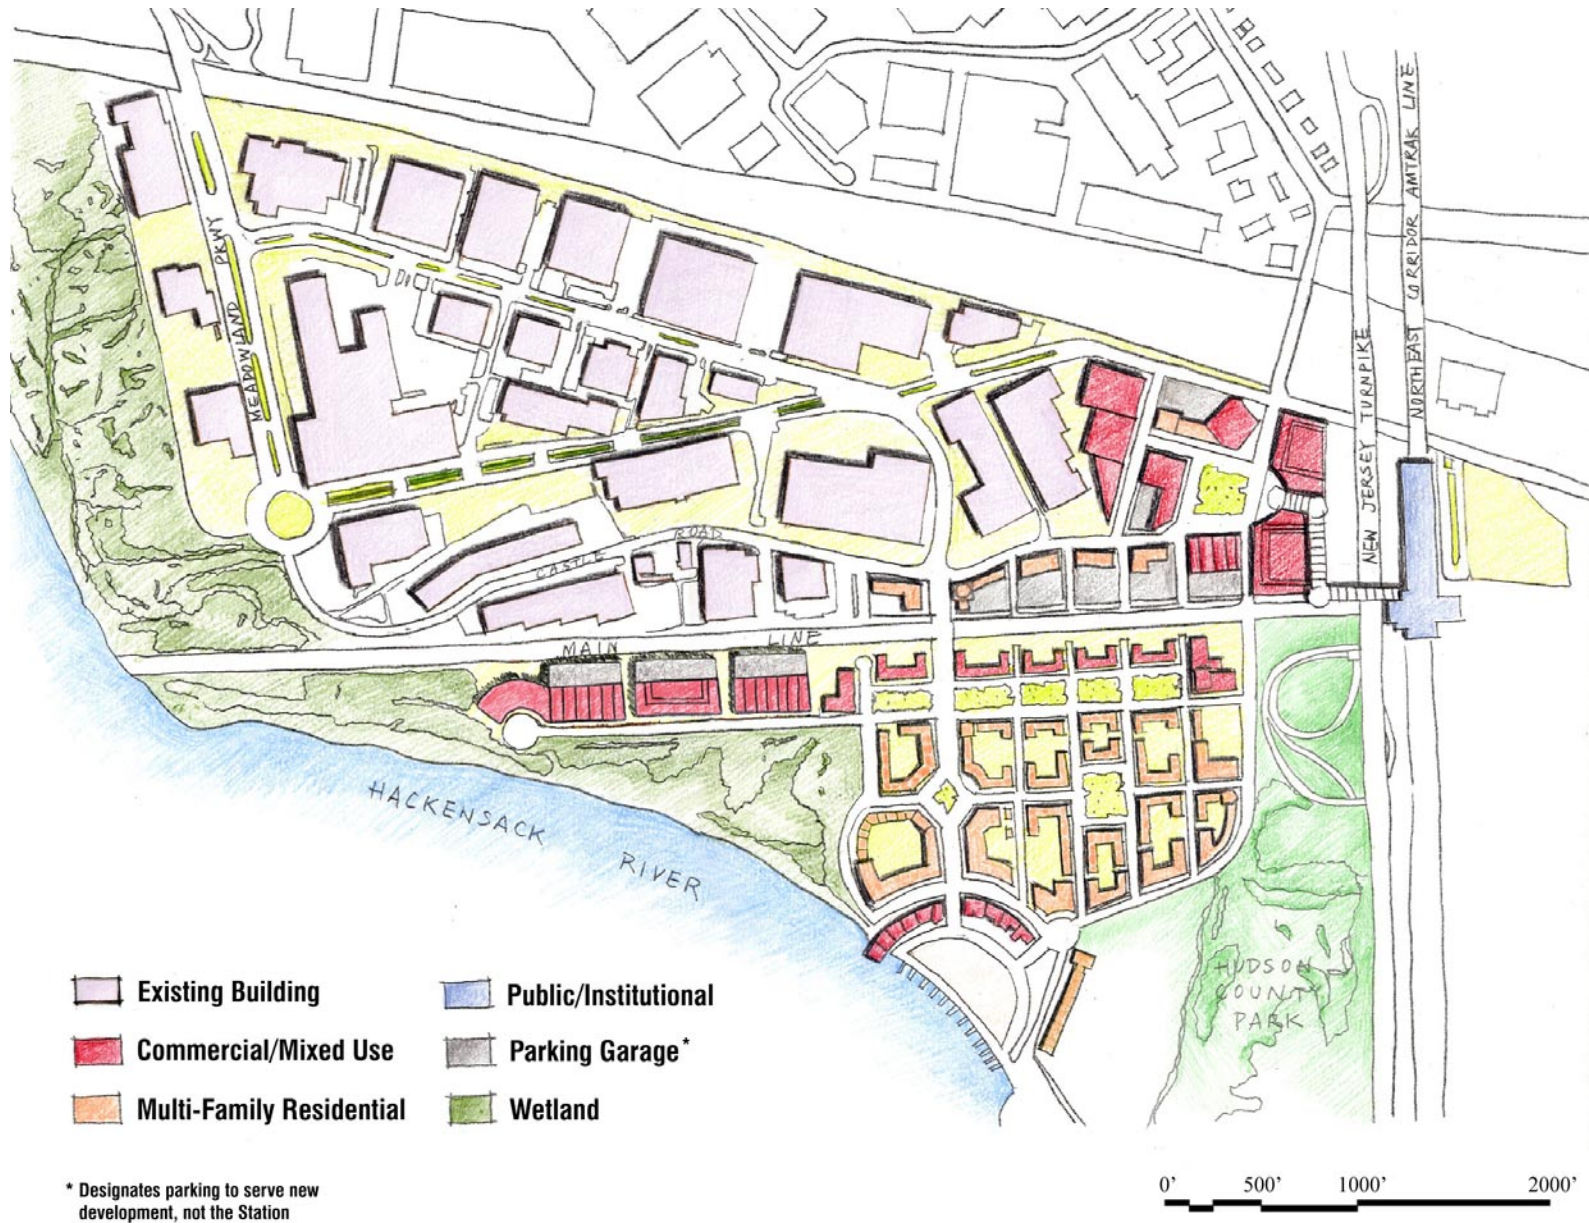 NORTHEAST CORRIDOR AMTRAK LINE
NEW JERSEY TURNPIKE
MEADOWLAND PKWY
CASTLE ROAD
MAIN LINE
HACKENSACK
RIVER
HUDSON
COUNTY
PARK
Existing Building
Public/Institutional
Commercial/Mixed Use
Parking Garage*
Multi-Family Residential
Wetland
* Designates parking to serve new
development, not the Station
0' 500' 1000' 2000'